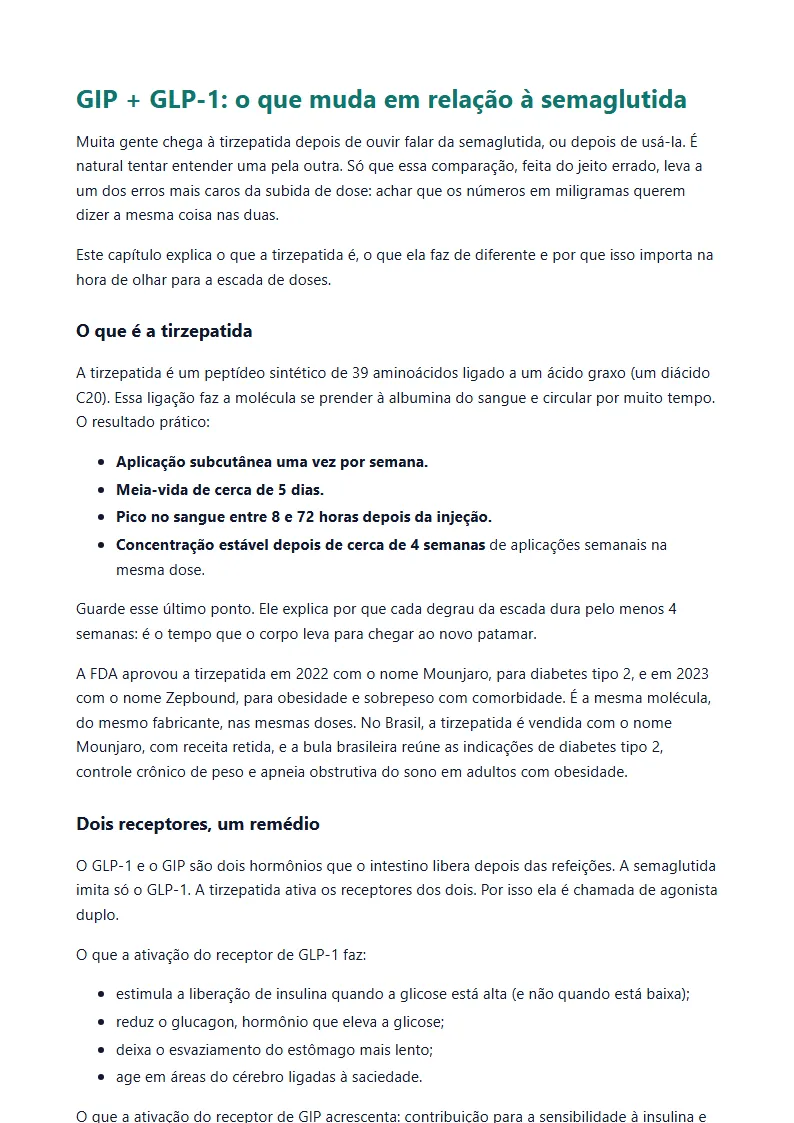 GIP + GLP-1: o que muda em relação à semaglutida
Muita gente chega à tirzepatida depois de ouvir falar da semaglutida, ou depois de usá-la. É
natural tentar entender uma pela outra. Só que essa comparação, feita do jeito errado, leva a
um dos erros mais caros da subida de dose: achar que os números em miligramas querem
dizer a mesma coisa nas duas.
Este capítulo explica o que a tirzepatida é, o que ela faz de diferente e por que isso importa na
hora de olhar para a escada de doses.
O que é a tirzepatida
A tirzepatida é um peptídeo sintético de 39 aminoácidos ligado a um ácido graxo (um diácido
C20). Essa ligação faz a molécula se prender à albumina do sangue e circular por muito tempo.
O resultado prático:
• Aplicação subcutânea uma vez por semana.
• Meia-vida de cerca de 5 dias.
• Pico no sangue entre 8 e 72 horas depois da injeção.
• Concentração estável depois de cerca de 4 semanas de aplicações semanais na
mesma dose.
Guarde esse último ponto. Ele explica por que cada degrau da escada dura pelo menos 4
semanas: é o tempo que o corpo leva para chegar ao novo patamar.
A FDA aprovou a tirzepatida em 2022 com o nome Mounjaro, para diabetes tipo 2, e em 2023
com o nome Zepbound, para obesidade e sobrepeso com comorbidade. É a mesma molécula,
do mesmo fabricante, nas mesmas doses. No Brasil, a tirzepatida é vendida com o nome
Mounjaro, com receita retida, e a bula brasileira reúne as indicações de diabetes tipo 2,
controle crônico de peso e apneia obstrutiva do sono em adultos com obesidade.
Dois receptores, um remédio
O GLP-1 e o GIP são dois hormônios que o intestino libera depois das refeições. A semaglutida
imita só o GLP-1. A tirzepatida ativa os receptores dos dois. Por isso ela é chamada de agonista
duplo.
O que a ativação do receptor de GLP-1 faz:
• estimula a liberação de insulina quando a glicose está alta (e não quando está baixa);
• reduz o glucagon, hormônio que eleva a glicose;
• deixa o esvaziamento do estômago mais lento;
• age em áreas do cérebro ligadas à saciedade.
O que a ativação do receptor de GIP acrescenta: contribuição para a sensibilidade à insulina e